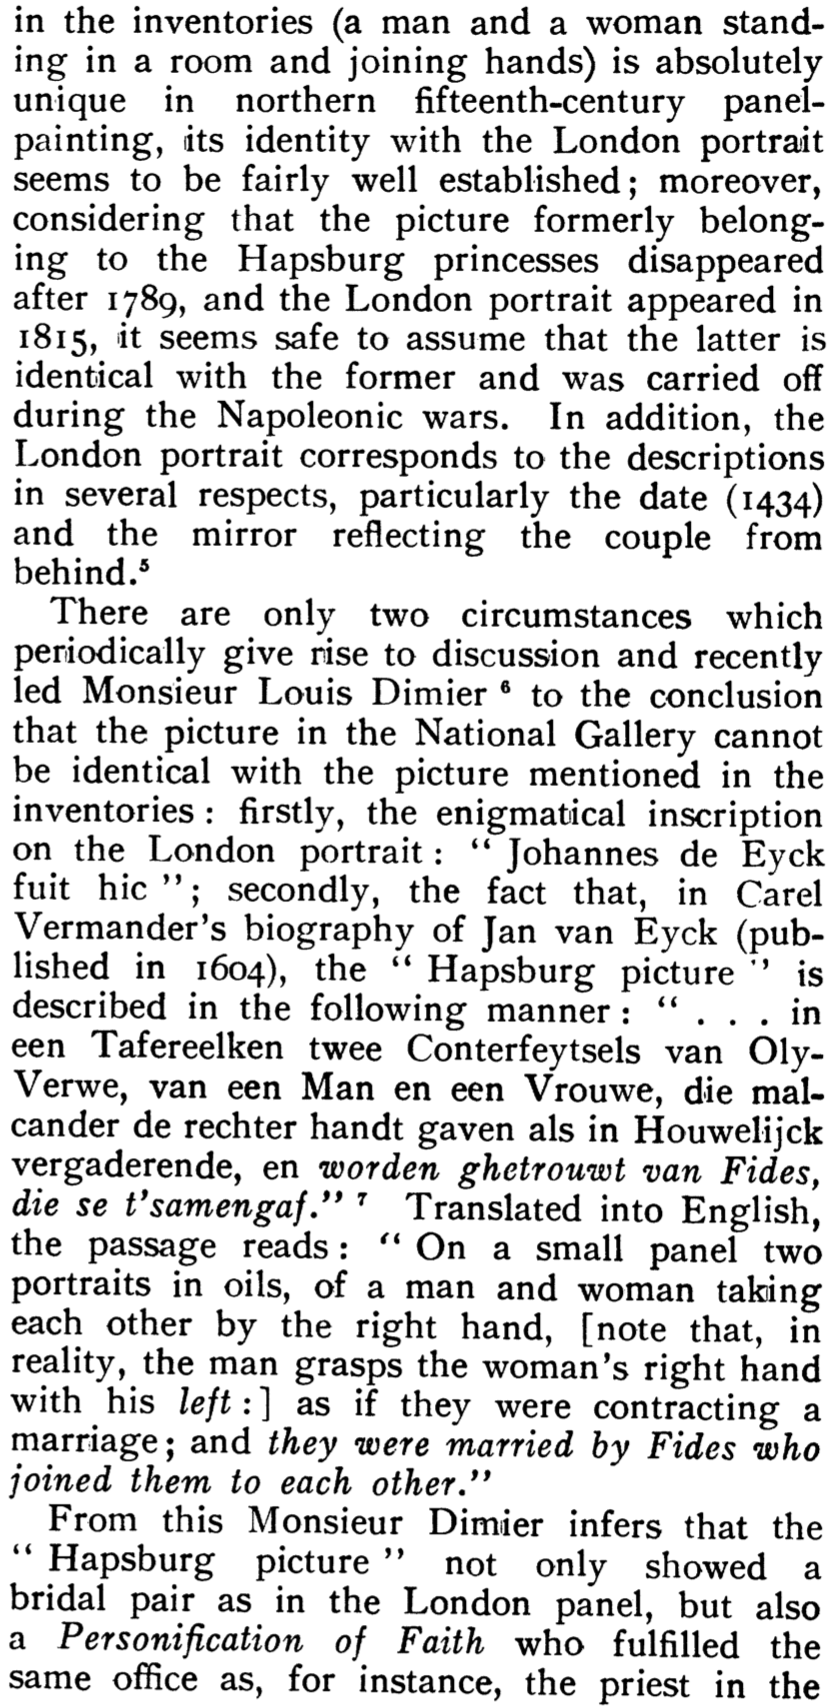 in the inventories (a man and a woman stand-
ing in a room and joining hands) is absolutely
unique in northern fifteenth-century panel-
painting, its identity with the London portrait
seems to be fairly well established; moreover,
considering that the picture formerly belong-
ing to the Hapsburg princesses disappeared
after 1789, and the London portrait appeared in
1815, it seems safe to assume that the latter is
identical with the former and was carried off
during the Napoleonic wars. In addition, the
London portrait corresponds to the descriptions
in several respects, particularly the date (1434)
and the mirror reflecting the couple from
behind.⁵
There are only two circumstances which
periodically give rise to discussion and recently
led Monsieur Louis Dimier ⁶ to the conclusion
that the picture in the National Gallery cannot
be identical with the picture mentioned in the
inventories : firstly, the enigmatical inscription
on the London portrait : “ Johannes de Eyck
fuit hic ”; secondly, the fact that, in Carel
Vermander's biography of Jan van Eyck (pub-
lished in 1604), the “ Hapsburg picture ” is
described in the following manner : “ . . . in
een Tafereelken twee Conterfeytsels van Oly-
Verwe, van een Man en een Vrouwe, die mal-
cander de rechter handt gaven als in Houwelijck
vergaderende, en worden ghetrouwt van Fides,
die se t'samengaf.” ⁷ Translated into English,
the passage reads : “ On a small panel two
portraits in oils, of a man and woman taking
each other by the right hand, [note that, in
reality, the man grasps the woman's right hand
with his left :] as if they were contracting a
marriage; and they were married by Fides who
joined them to each other.”
From this Monsieur Dimier infers that the
“ Hapsburg picture ” not only showed a
bridal pair as in the London panel, but also
a Personification of Faith who fulfilled the
same office as, for instance, the priest in the